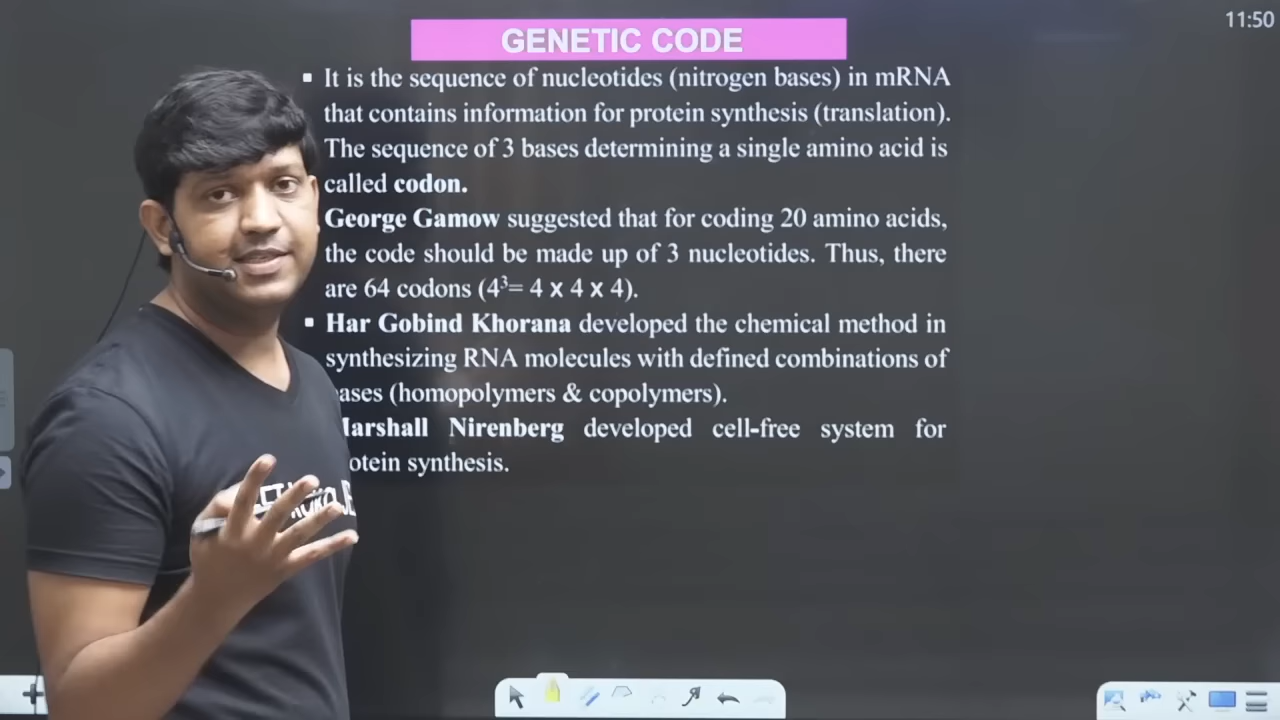 11:50
GENETIC CODE
▪ It is the sequence of nucleotides (nitrogen bases) in mRNA
that contains information for protein synthesis (translation).
The sequence of 3 bases determining a single amino acid is
called codon.
George Gamow suggested that for coding 20 amino acids,
the code should be made up of 3 nucleotides. Thus, there
are 64 codons (4³= 4 x 4 x 4).
▪ Har Gobind Khorana developed the chemical method in
synthesizing RNA molecules with defined combinations of
ases (homopolymers & copolymers).
arshall Nirenberg developed cell-free system for
otein synthesis.